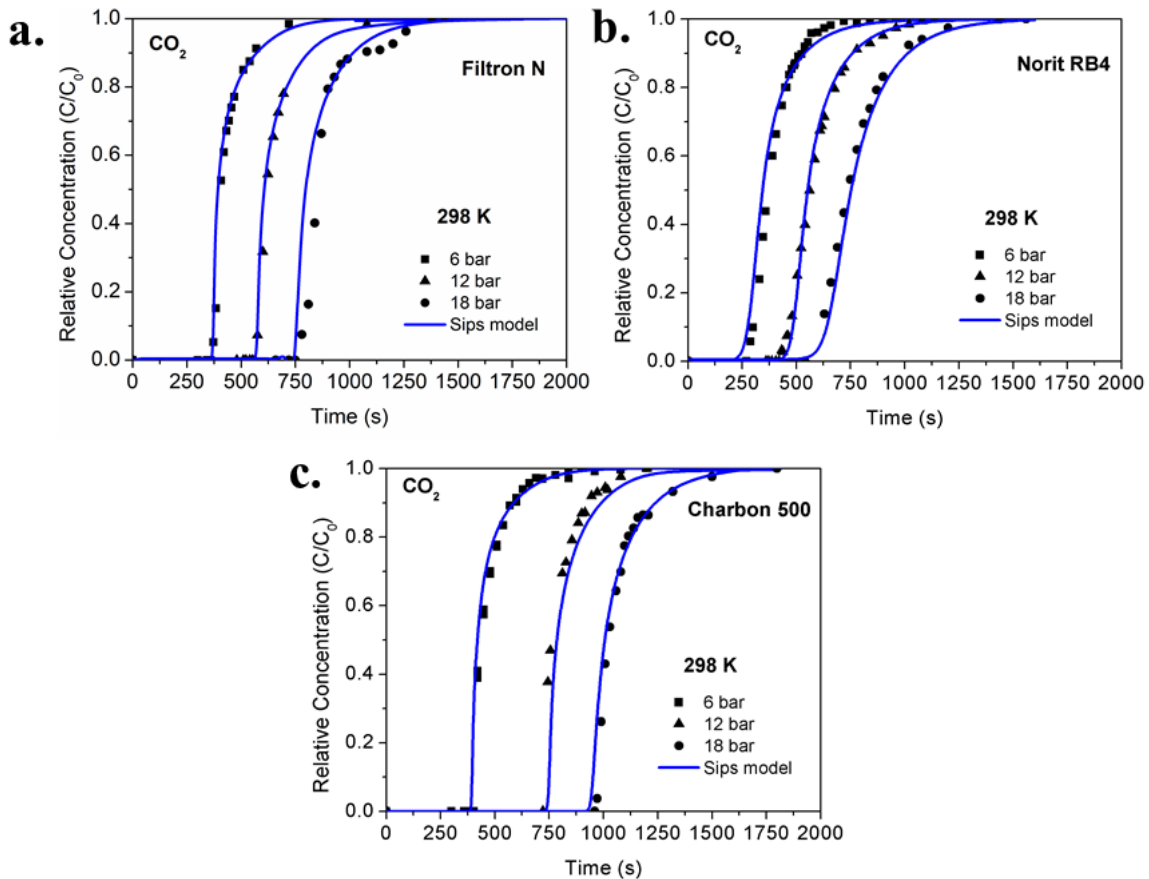 a.
CO₂
Filtron N
298 K
6 bar
12 bar
18 bar
Sips model
Relative Concentration (C/C₀)
1.0
0.8
0.6
0.4
0.2
0.0
0 250 500 750 1000 1250 1500 1750 2000
Time (s)
b.
CO₂
Norit RB4
298 K
6 bar
12 bar
18 bar
Sips model
Relative Concentration (C/C₀)
1.0
0.8
0.6
0.4
0.2
0.0
0 250 500 750 1000 1250 1500 1750 2000
Time (s)
c.
CO₂
Charbon 500
298 K
6 bar
12 bar
18 bar
Sips model
Relative Concentration (C/C₀)
1.0
0.8
0.6
0.4
0.2
0.0
0 250 500 750 1000 1250 1500 1750 2000
Time (s)